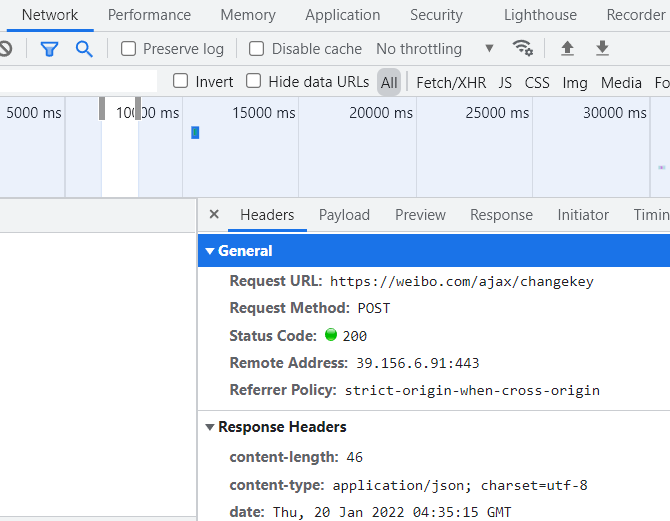 Network Performance Memory Application Security Lighthouse Recorder
Preserve log Disable cache No throttling
Invert Hide data URLs All Fetch/XHR JS CSS Img Media Fo
5000 ms 10000 ms 15000 ms 20000 ms 25000 ms 30000 ms
× Headers Payload Preview Response Initiator Timin
General
Request URL: https://weibo.com/ajax/changekey
Request Method: POST
Status Code: 200
Remote Address: 39.156.6.91:443
Referrer Policy: strict-origin-when-cross-origin
Response Headers
content-length: 46
content-type: application/json; charset=utf-8
date: Thu, 20 Jan 2022 04:35:15 GMT